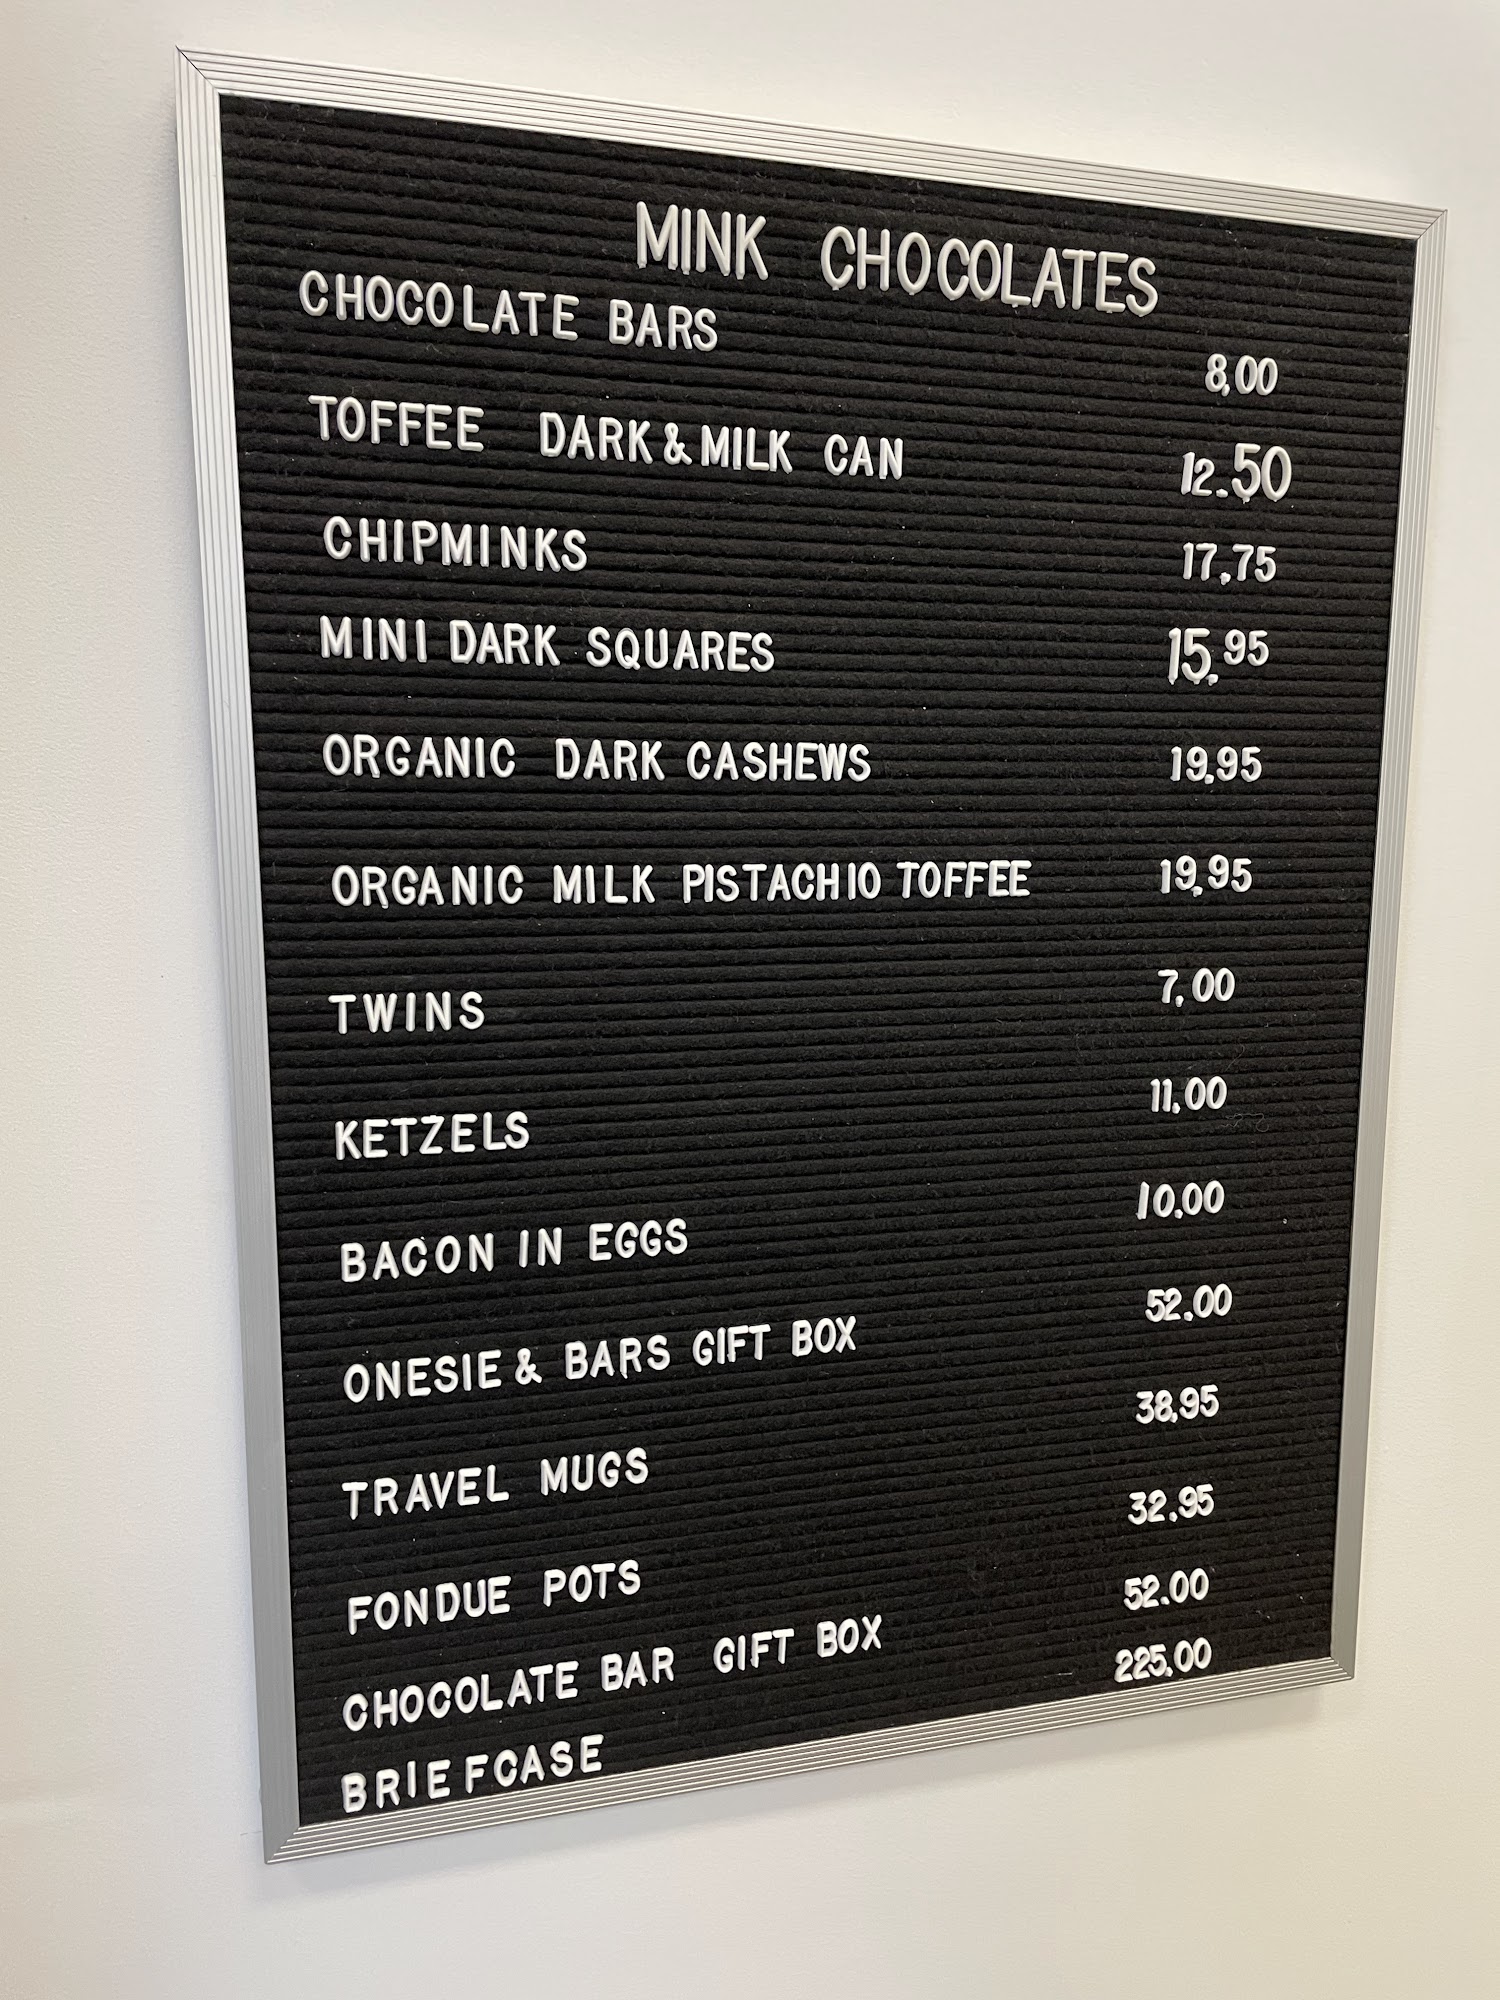 MINK CHOCOLATES
CHOCOLATE BARS 8.00
TOFFEE DARK & MILK CAN 12.50
CHIPMINKS 17.75
MINI DARK SQUARES 15.95
ORGANIC DARK CASHEWS 19.95
ORGANIC MILK PISTACHIO TOFFEE 19.95
TWINS 7.00
KETZELS 11.00
BACON IN EGGS 10.00
ONESIE & BARS GIFT BOX 52.00
TRAVEL MUGS 38.95
FONDUE POTS 32.95
CHOCOLATE BAR GIFT BOX 52.00
BRIEFCASE 225.00